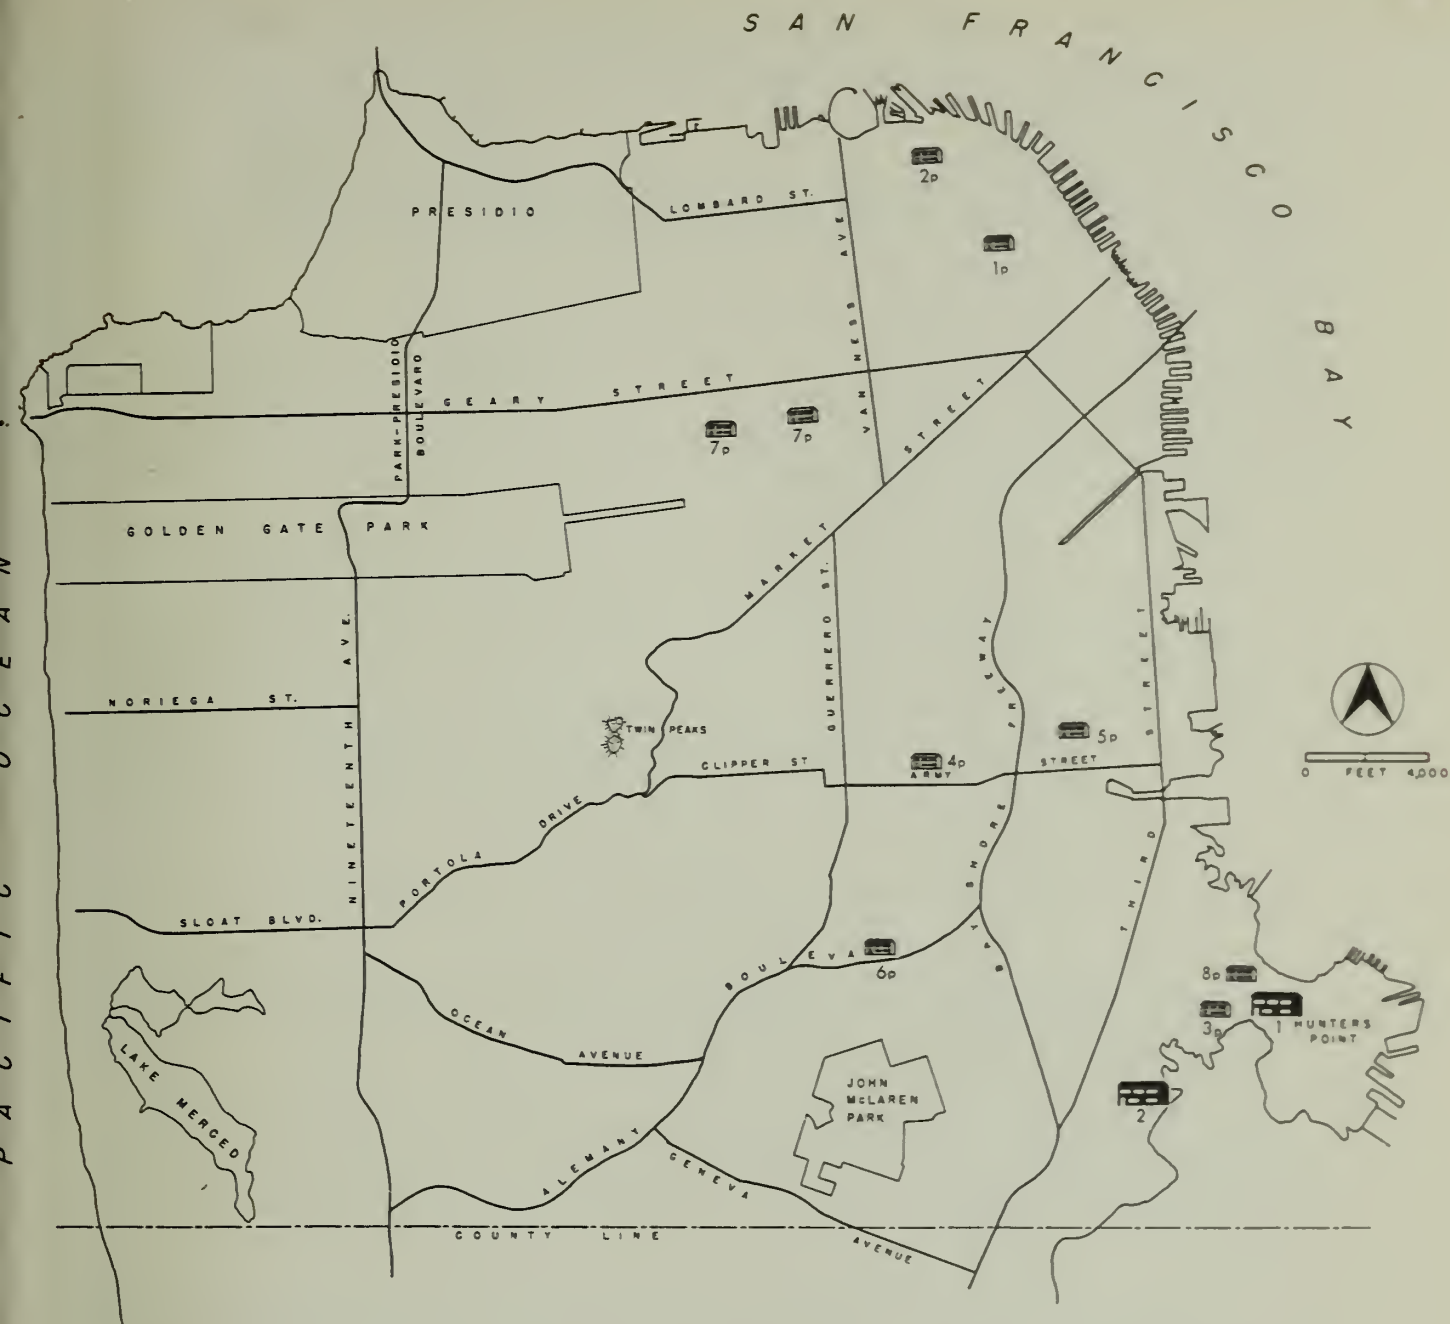 SAN FRANCISCO BAY
2p
LOMBARD ST.
PRESIDIO
1p
VAN NESS AVE
PARK-PRESIDIO
BOULEVARD
GEARY STREET
7p
7p
MARKET STREET
GOLDEN GATE PARK
PACIFIC OCEAN
GUERRERO ST.
NINETEENTH AVE.
NORIEGA ST.
TWIN PEAKS
BAY SHORE FREEWAY
THIRD STREET
5p
CLIPPER ST
4p
ARMY STREET
0 FEET 4,000
PORTOLA DRIVE
SLOAT BLVD.
6p
ALEMANY BOULEVA
8p
3p
1
HUNTERS
POINT
OCEAN AVENUE
LAKE MERCED
JOHN
McLAREN
PARK
2
GENEVA AVENUE
COUNTY LINE